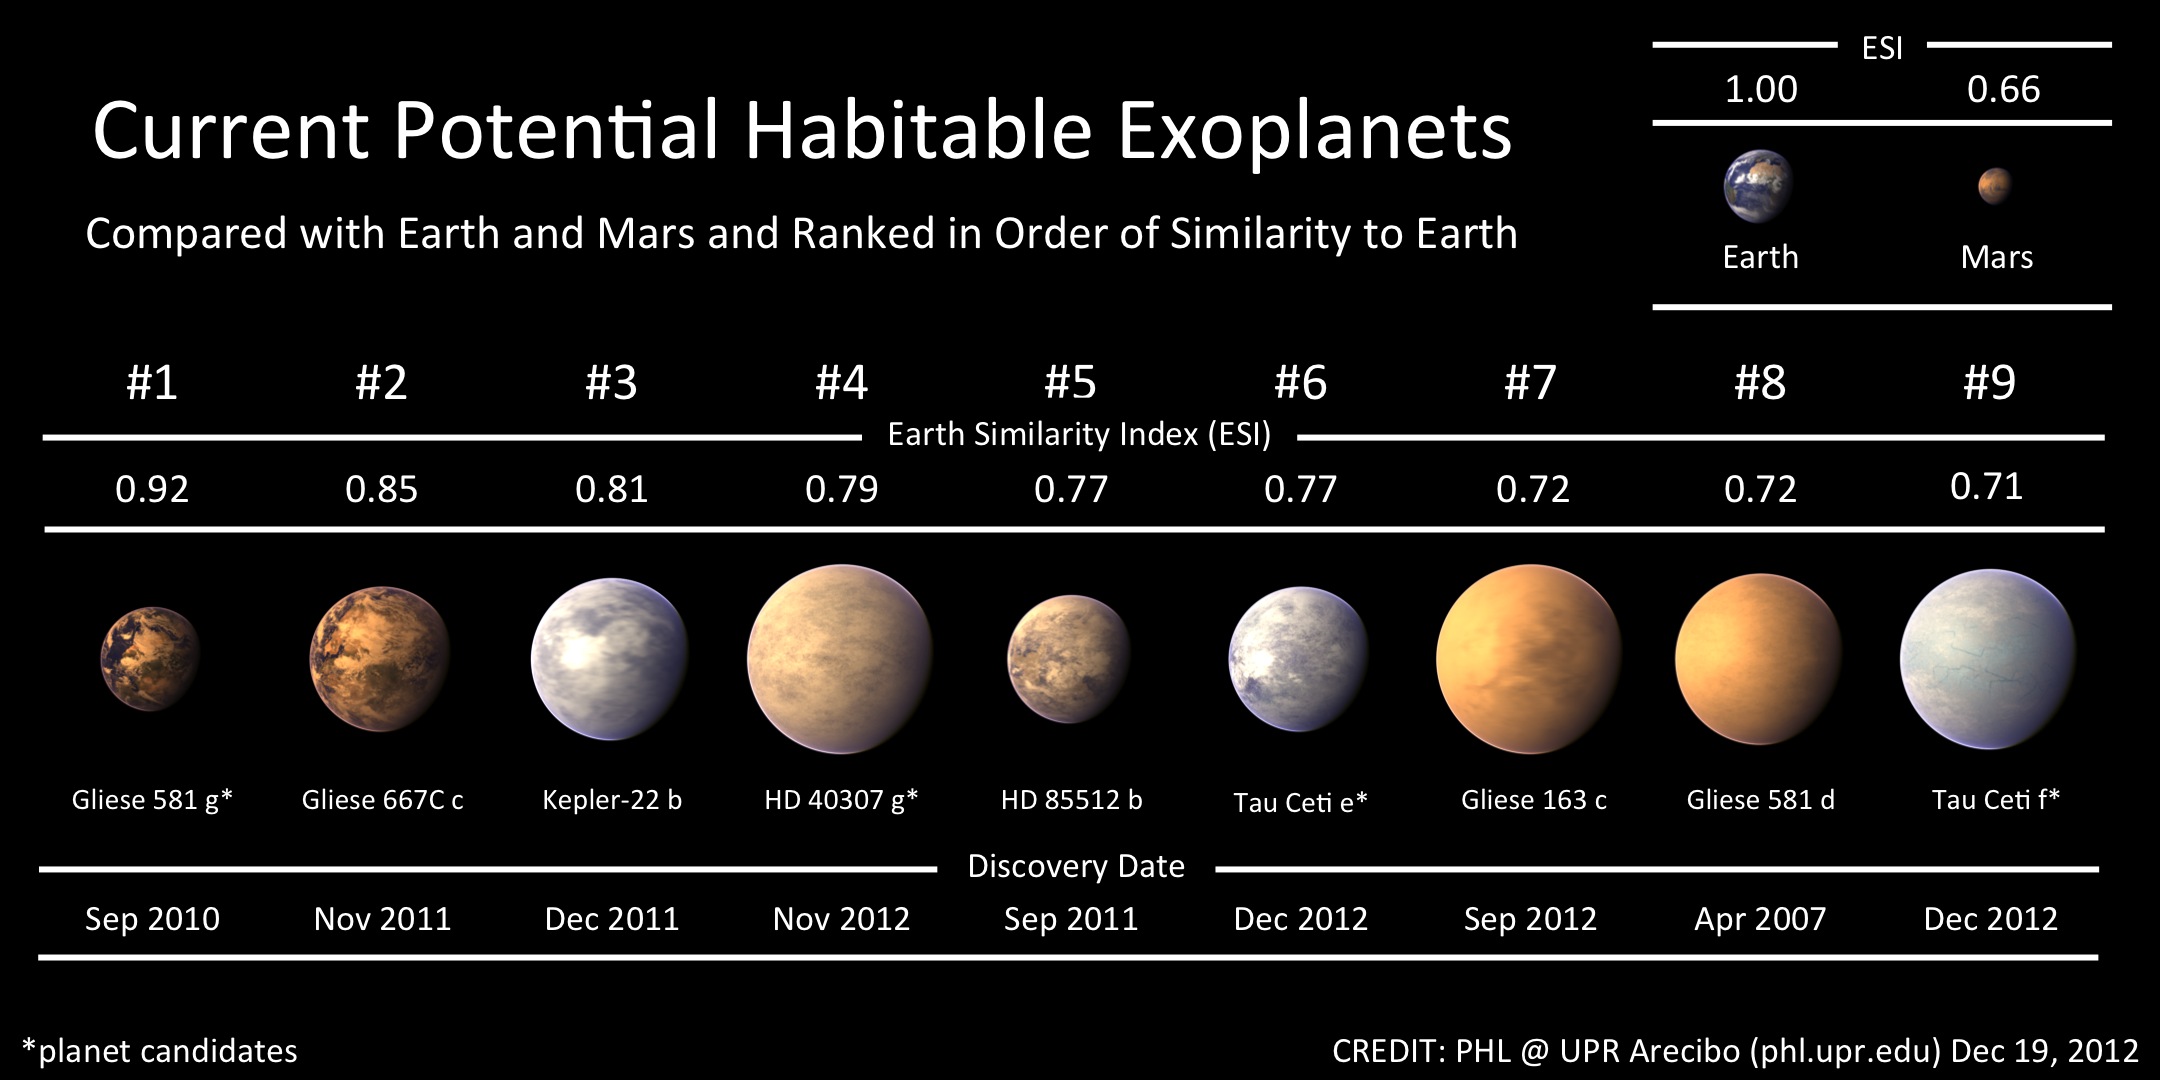 Current Potential Habitable Exoplanets
Compared with Earth and Mars and Ranked in Order of Similarity to Earth
ESI
1.00 0.66
Earth Mars
#1 #2 #3 #4 #5 #6 #7 #8 #9
Earth Similarity Index (ESI)
0.92 0.85 0.81 0.79 0.77 0.77 0.72 0.72 0.71
Gliese 581 g* Gliese 667C c Kepler-22 b HD 40307 g* HD 85512 b Tau Ceti e* Gliese 163 c Gliese 581 d Tau Ceti f*
Discovery Date
Sep 2010 Nov 2011 Dec 2011 Nov 2012 Sep 2011 Dec 2012 Sep 2012 Apr 2007 Dec 2012
*planet candidates
CREDIT: PHL @ UPR Arecibo (phl.upr.edu) Dec 19, 2012